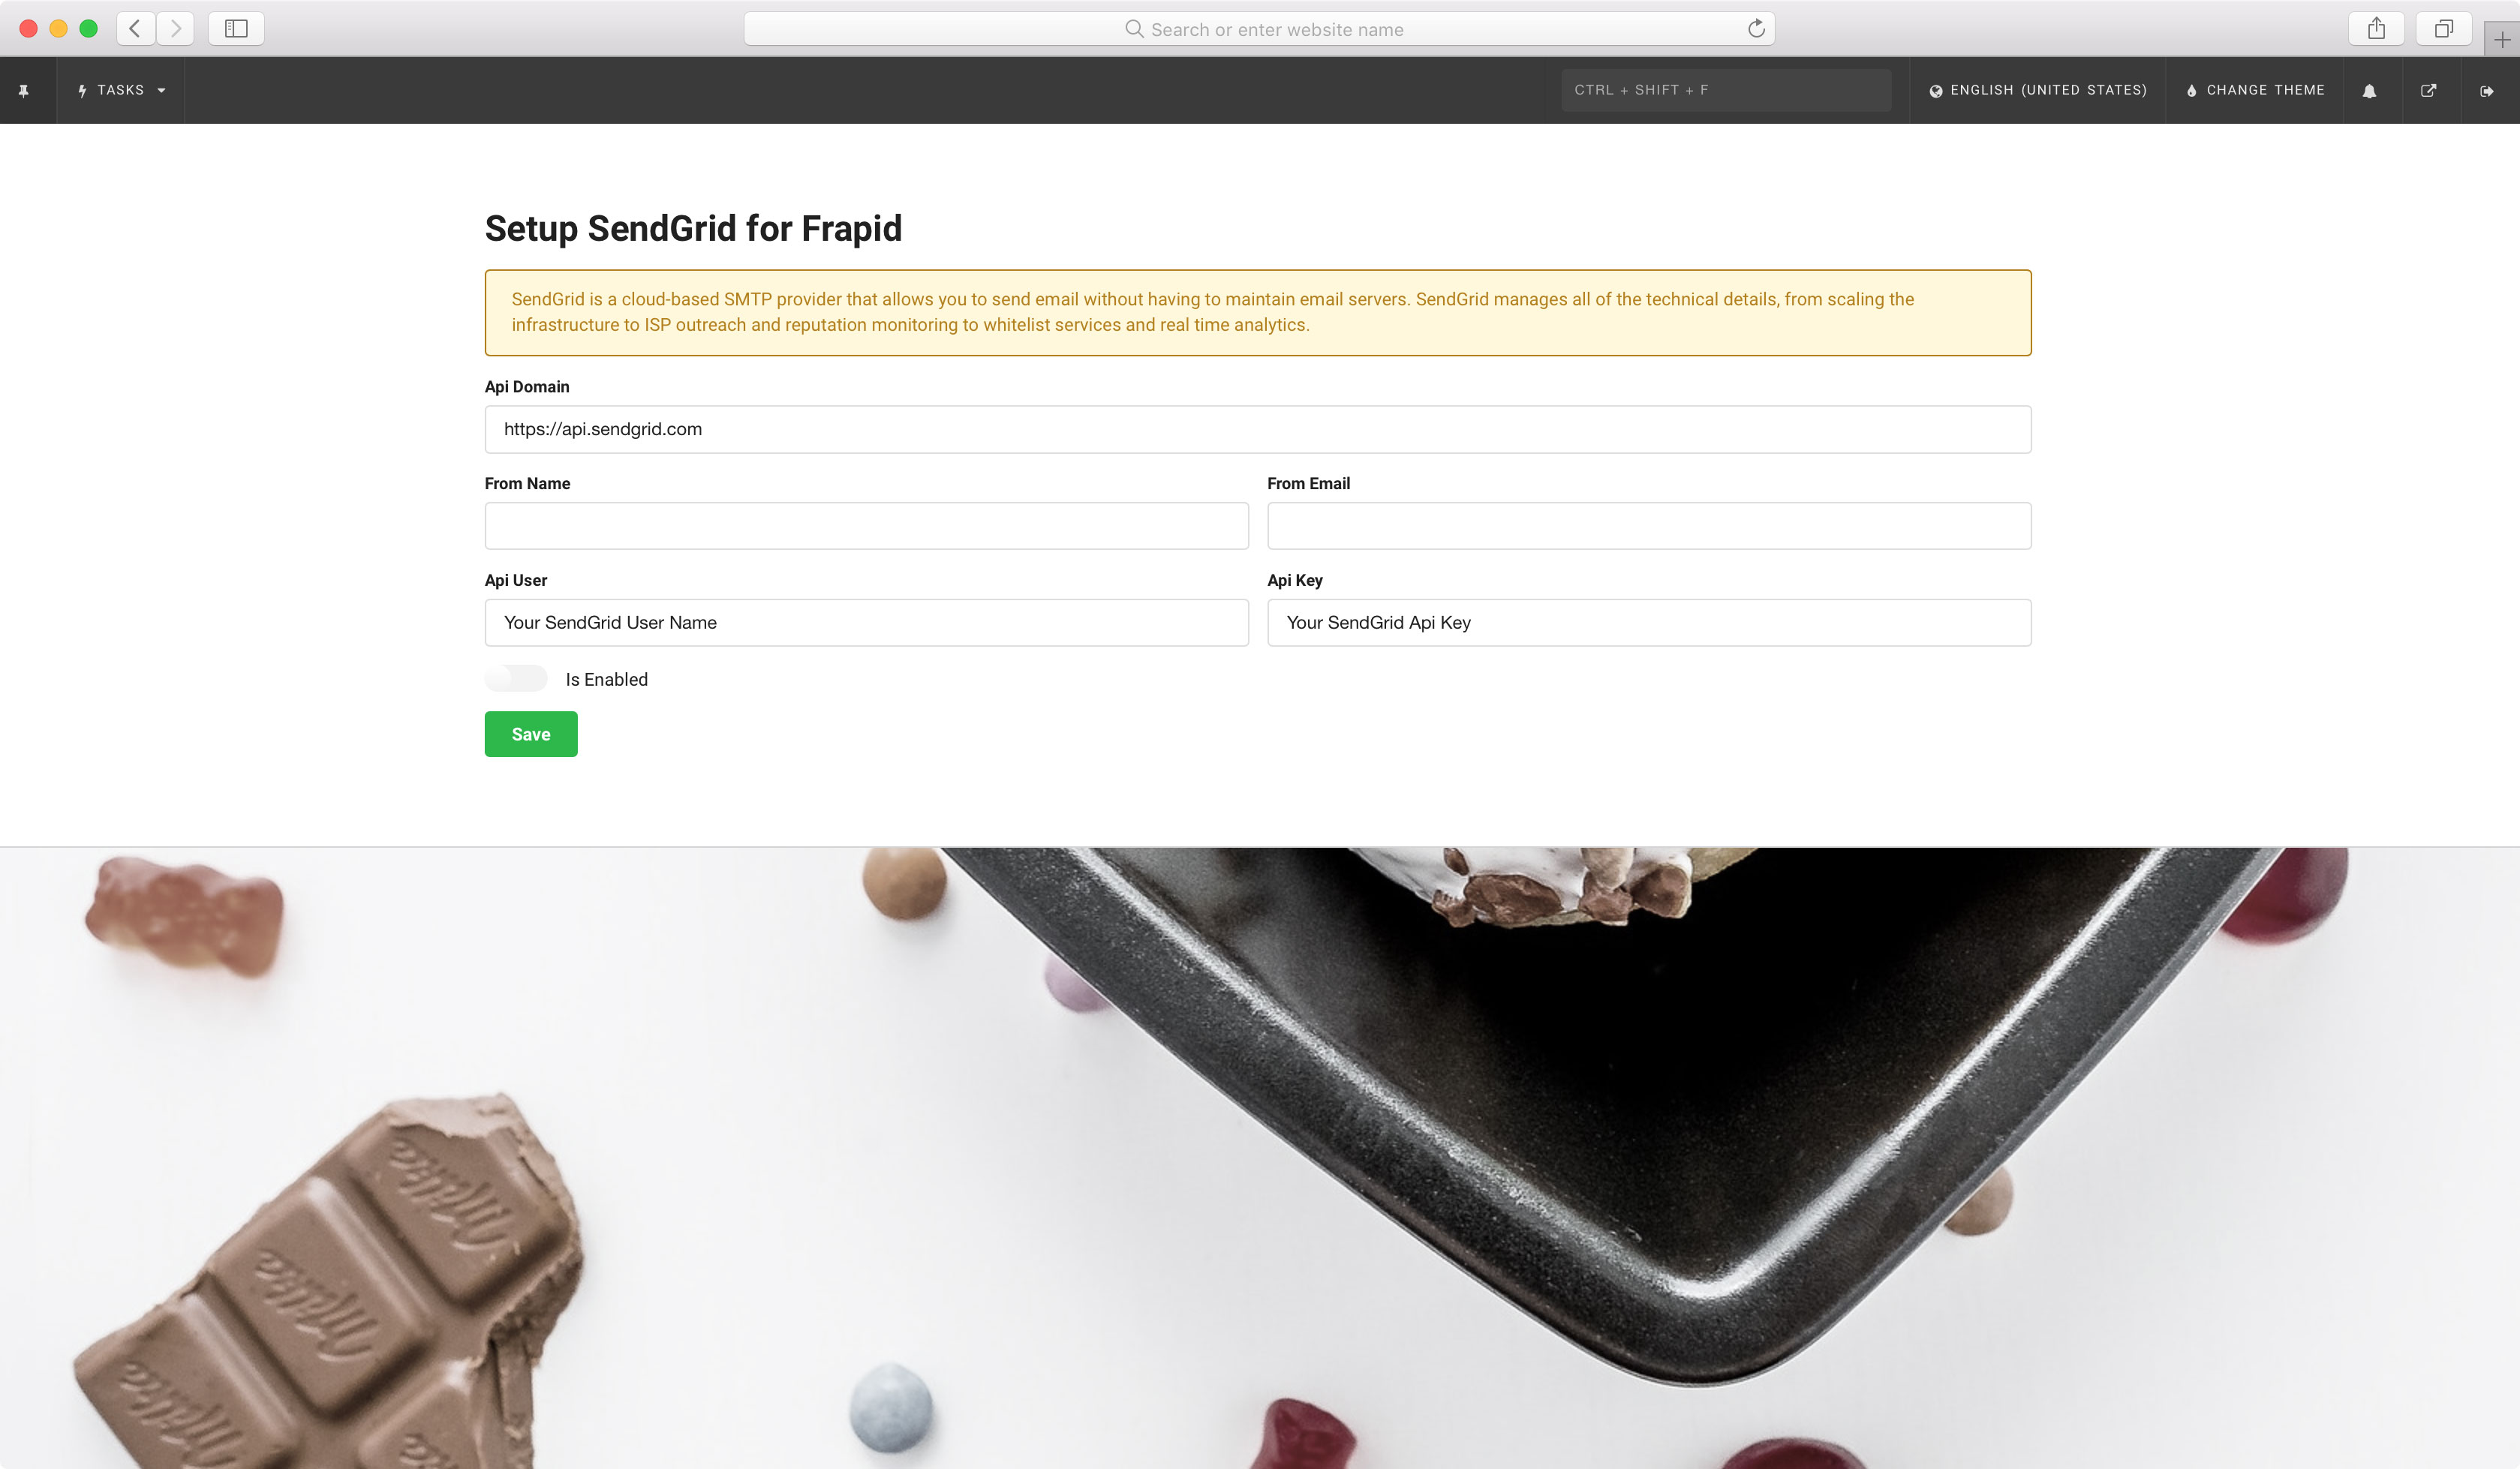 Search or enter website name
TASKS
CTRL + SHIFT + F
ENGLISH (UNITED STATES)
CHANGE THEME
Setup SendGrid for Frapid
SendGrid is a cloud-based SMTP provider that allows you to send email without having to maintain email servers. SendGrid manages all of the technical details, from scaling the
infrastructure to ISP outreach and reputation monitoring to whitelist services and real time analytics.
Api Domain
https://api.sendgrid.com
From Name
From Email
Api User
Api Key
Your SendGrid User Name
Your SendGrid Api Key
Is Enabled
Save
Milka
Milka
Milka